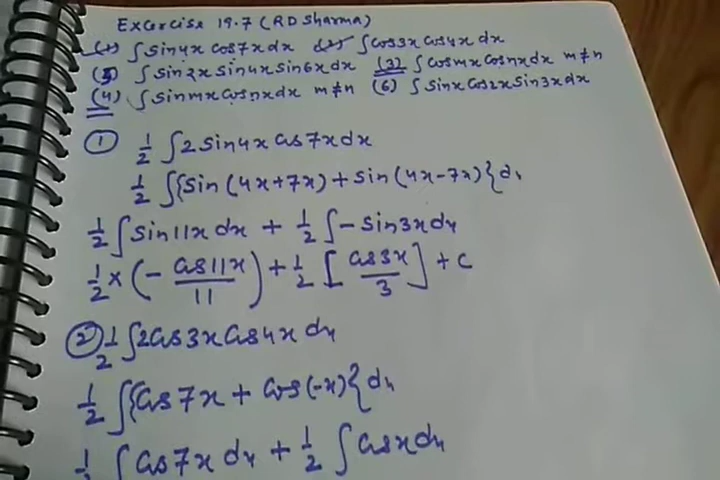 Excercise 19.7 (RD Sharma)
(1) ∫ sin4x cos7x dx (2) ∫ cos3x cos4x dx
(5) ∫ sin2x sin4x sin6x dx (3) ∫ cosmx cosnx dx m≠n
(4) ∫ sinmx cosnx dx m≠n (6) ∫ sinx cos2x sin3x dx
(1) 1/2 ∫ 2 sin4x cos7x dx
1/2 ∫ {sin(4x+7x) + sin(4x-7x)} dx
1/2 ∫ sin11x dx + 1/2 ∫ -sin3x dx
1/2 × (- cos11x/11) + 1/2 [cos3x/3] + c
(2) 1/2 ∫ 2cos3x cos4x dx
1/2 ∫ {cos7x + cos(-x)} dx
1/2 ∫ cos7x dx + 1/2 ∫ cosx dx